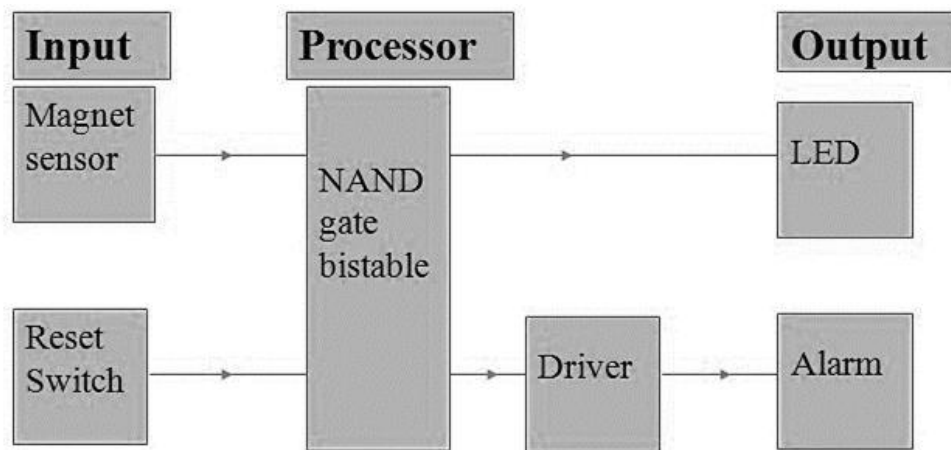 Input
Processor
Output
Magnet
sensor
NAND
gate
bistable
LED
Reset
Switch
Driver
Alarm